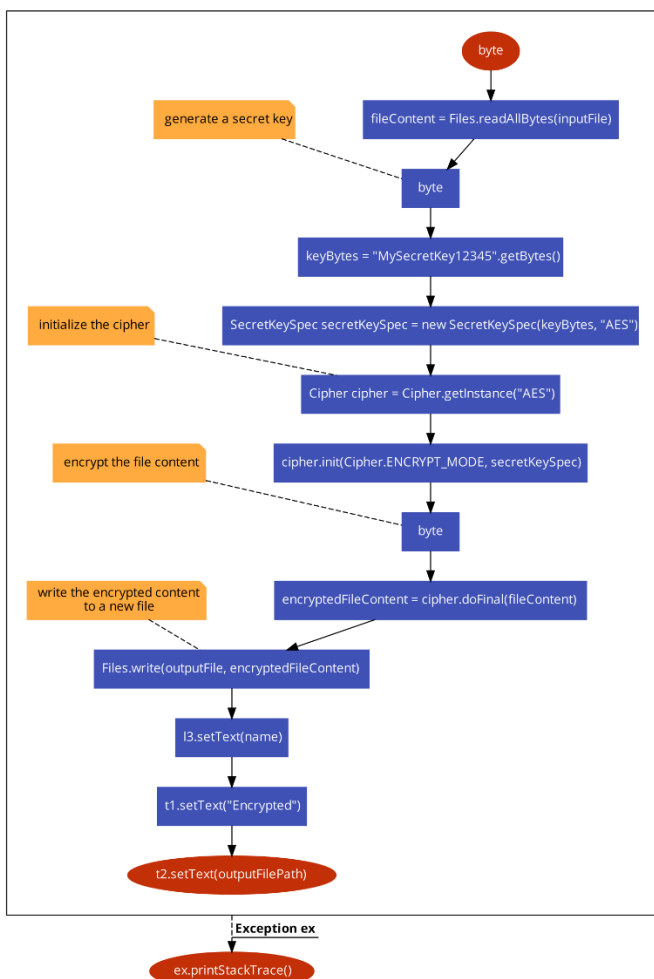 byte
fileContent = Files.readAllBytes(inputFile)
generate a secret key
byte
keyBytes = "MySecretKey12345".getBytes()
SecretKeySpec secretKeySpec = new SecretKeySpec(keyBytes, "AES")
initialize the cipher
Cipher cipher = Cipher.getInstance("AES")
cipher.init(Cipher.ENCRYPT_MODE, secretKeySpec)
encrypt the file content
byte
encryptedFileContent = cipher.doFinal(fileContent)
write the encrypted content
to a new file
Files.write(outputFile, encryptedFileContent)
l3.setText(name)
t1.setText("Encrypted")
t2.setText(outputFilePath)
Exception ex
ex.printStackTrace()